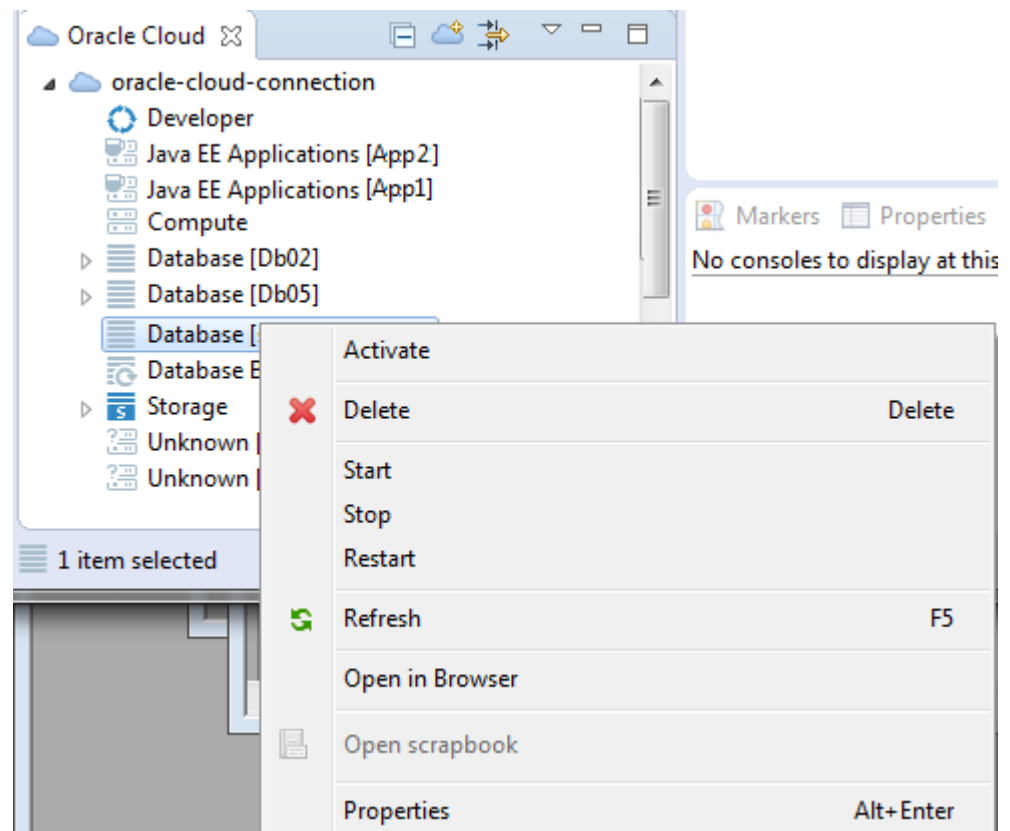 Oracle Cloud
oracle-cloud-connection
Developer
Java EE Applications [App2]
Java EE Applications [App1]
Compute
Database [Db02]
Database [Db05]
Database [
Database
Storage
Unknown [
Unknown [
1 item selected
Markers Properties
No consoles to display at this
Activate
Delete Delete
Start
Stop
Restart
Refresh F5
Open in Browser
Open scrapbook
Properties Alt+Enter